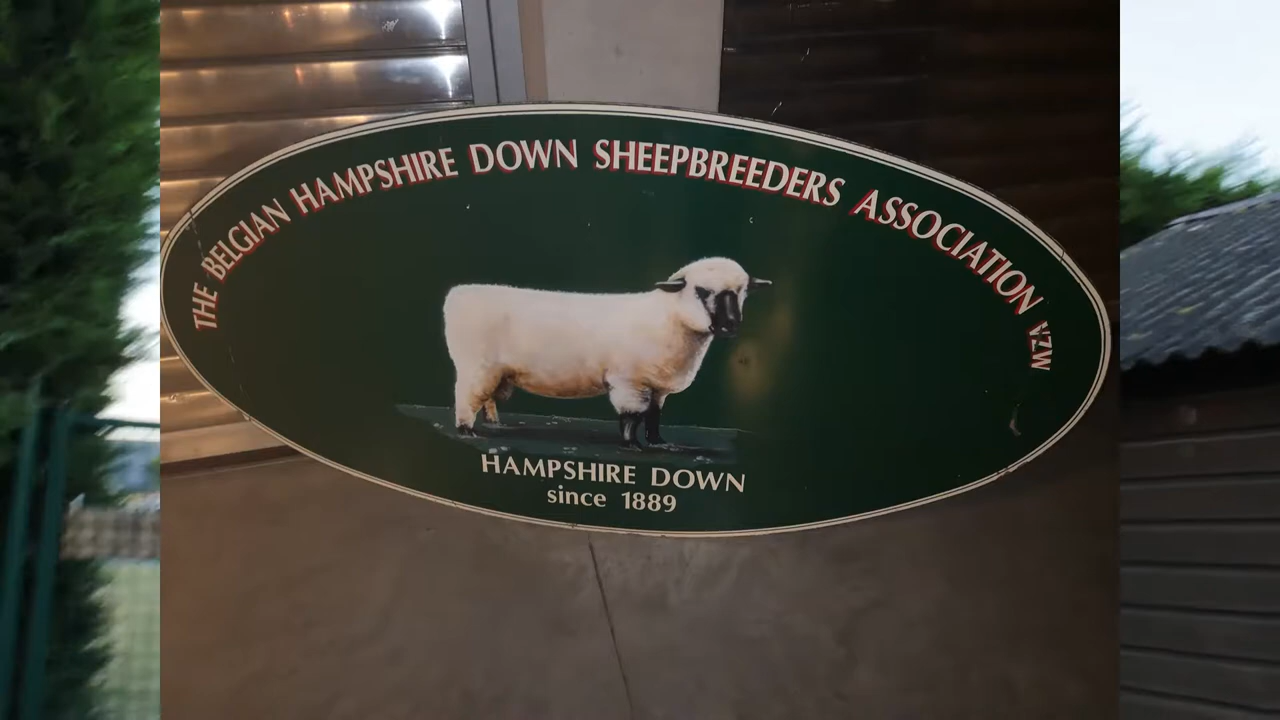 THE BELGIAN HAMPSHIRE DOWN SHEEPBREEDERS ASSOCIATION VZW
HAMPSHIRE DOWN
since 1889